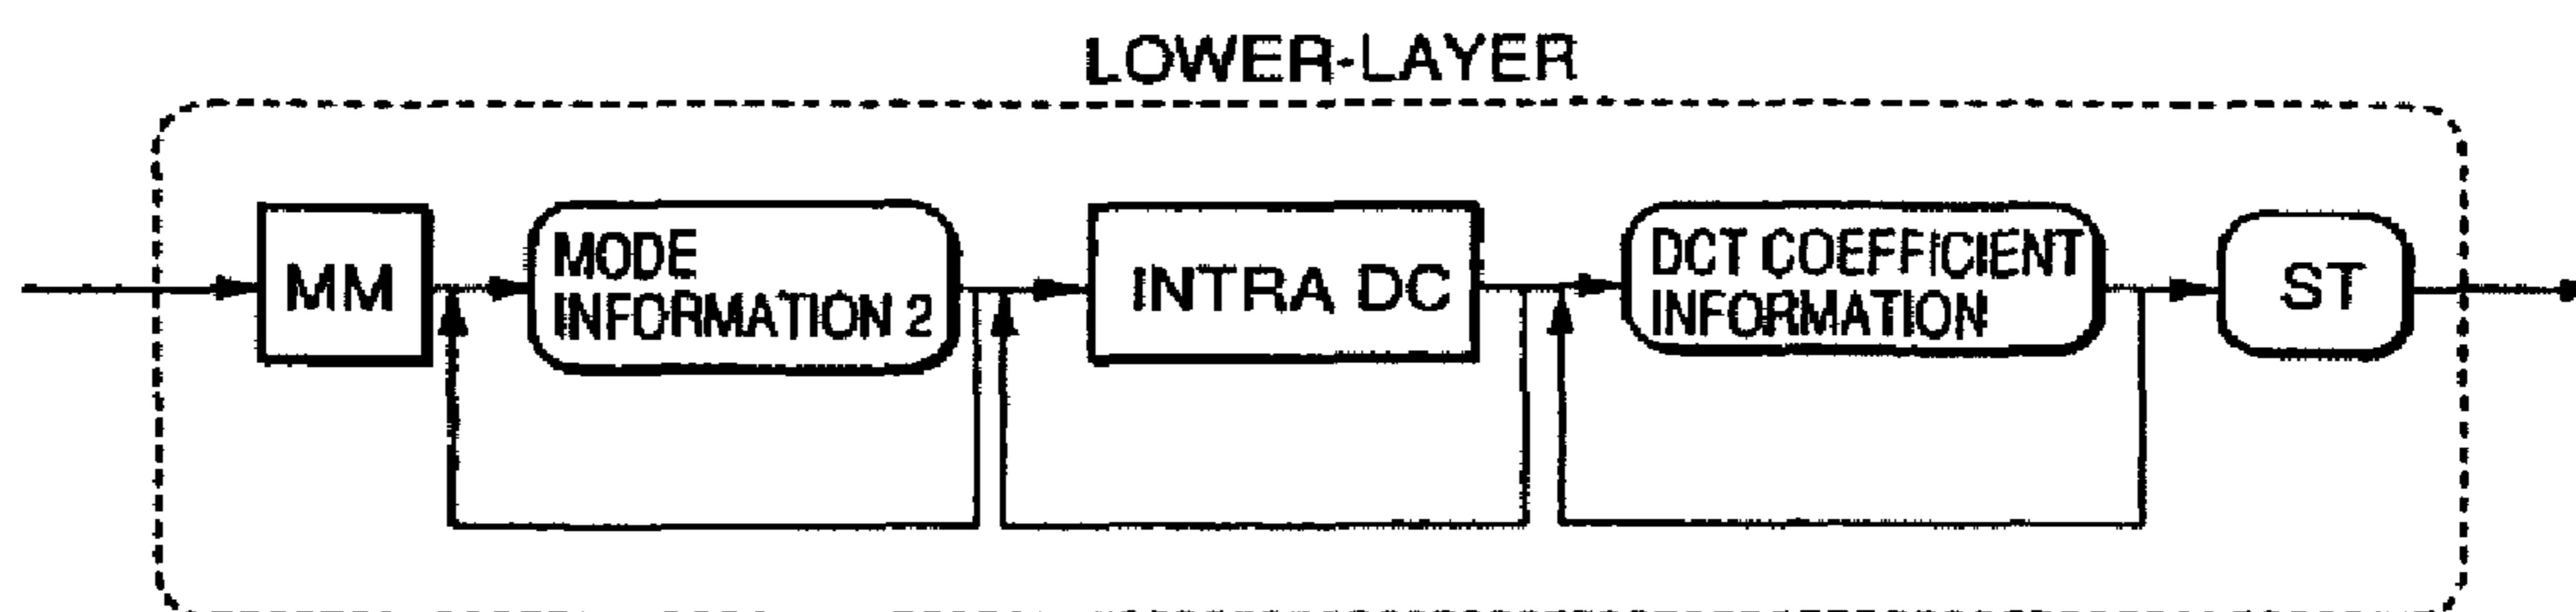 LOWER-LAYER
MM
MODE
INFORMATION 2
INTRA DC
DCT COEFFICIENT
INFORMATION
ST